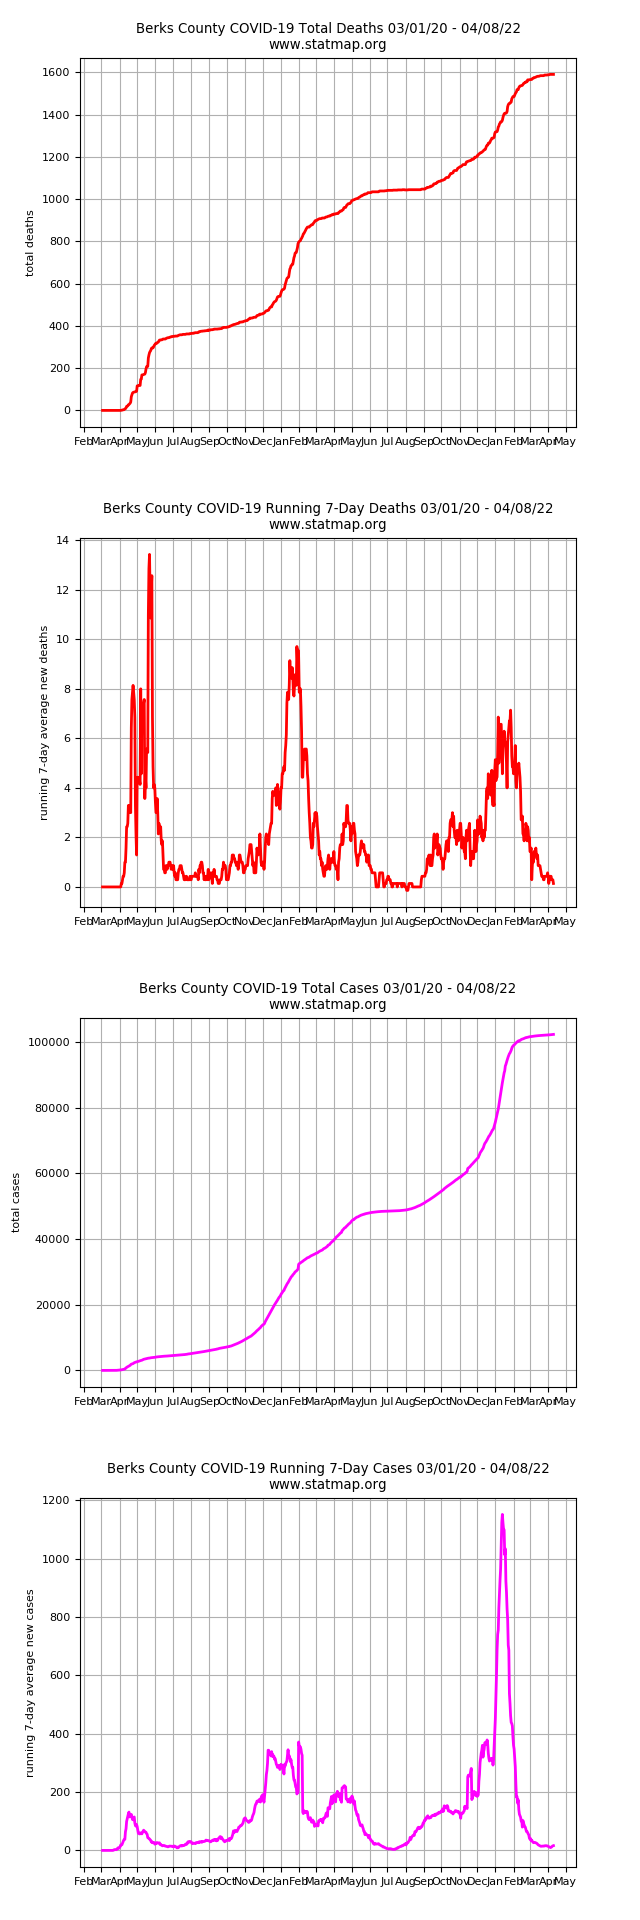 Berks County COVID-19 Total Deaths 03/01/20 - 04/08/22
www.statmap.org
total deaths
1600
1400
1200
1000
800
600
400
200
0
Feb Mar Apr May Jun Jul Aug Sep Oct Nov Dec Jan Feb Mar Apr May Jun Jul Aug Sep Oct Nov Dec Jan Feb Mar Apr May
Berks County COVID-19 Running 7-Day Deaths 03/01/20 - 04/08/22
www.statmap.org
running 7-day average new deaths
14
12
10
8
6
4
2
0
Feb Mar Apr May Jun Jul Aug Sep Oct Nov Dec Jan Feb Mar Apr May Jun Jul Aug Sep Oct Nov Dec Jan Feb Mar Apr May
Berks County COVID-19 Total Cases 03/01/20 - 04/08/22
www.statmap.org
total cases
100000
80000
60000
40000
20000
0
Feb Mar Apr May Jun Jul Aug Sep Oct Nov Dec Jan Feb Mar Apr May Jun Jul Aug Sep Oct Nov Dec Jan Feb Mar Apr May
Berks County COVID-19 Running 7-Day Cases 03/01/20 - 04/08/22
www.statmap.org
running 7-day average new cases
1200
1000
800
600
400
200
0
Feb Mar Apr May Jun Jul Aug Sep Oct Nov Dec Jan Feb Mar Apr May Jun Jul Aug Sep Oct Nov Dec Jan Feb Mar Apr May